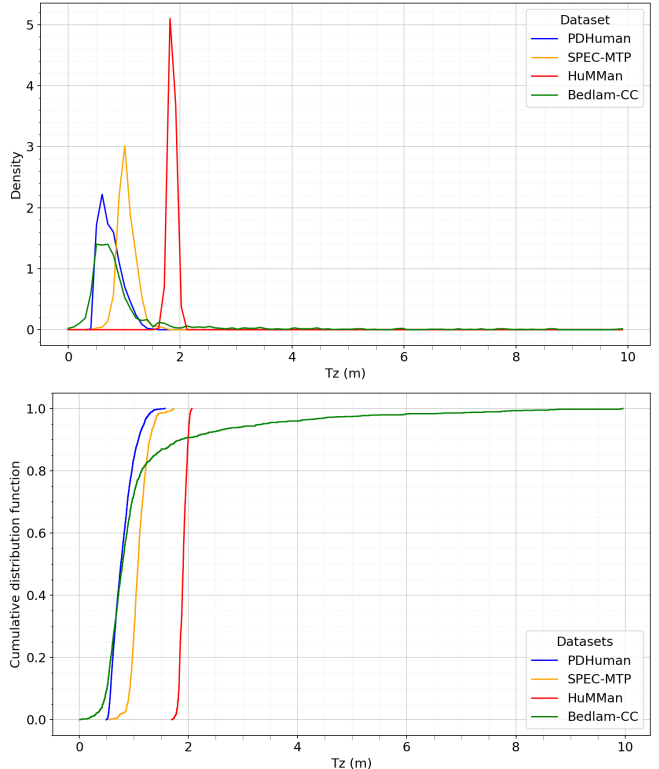 Dataset
PDHuman
SPEC-MTP
HuMMan
Bedlam-CC
5
4
3
2
1
0
Density
0 2 4 6 8 10
Tz (m)
1.0
0.8
0.6
0.4
0.2
0.0
Cumulative distribution function
Datasets
PDHuman
SPEC-MTP
HuMMan
Bedlam-CC
0 2 4 6 8 10
Tz (m)